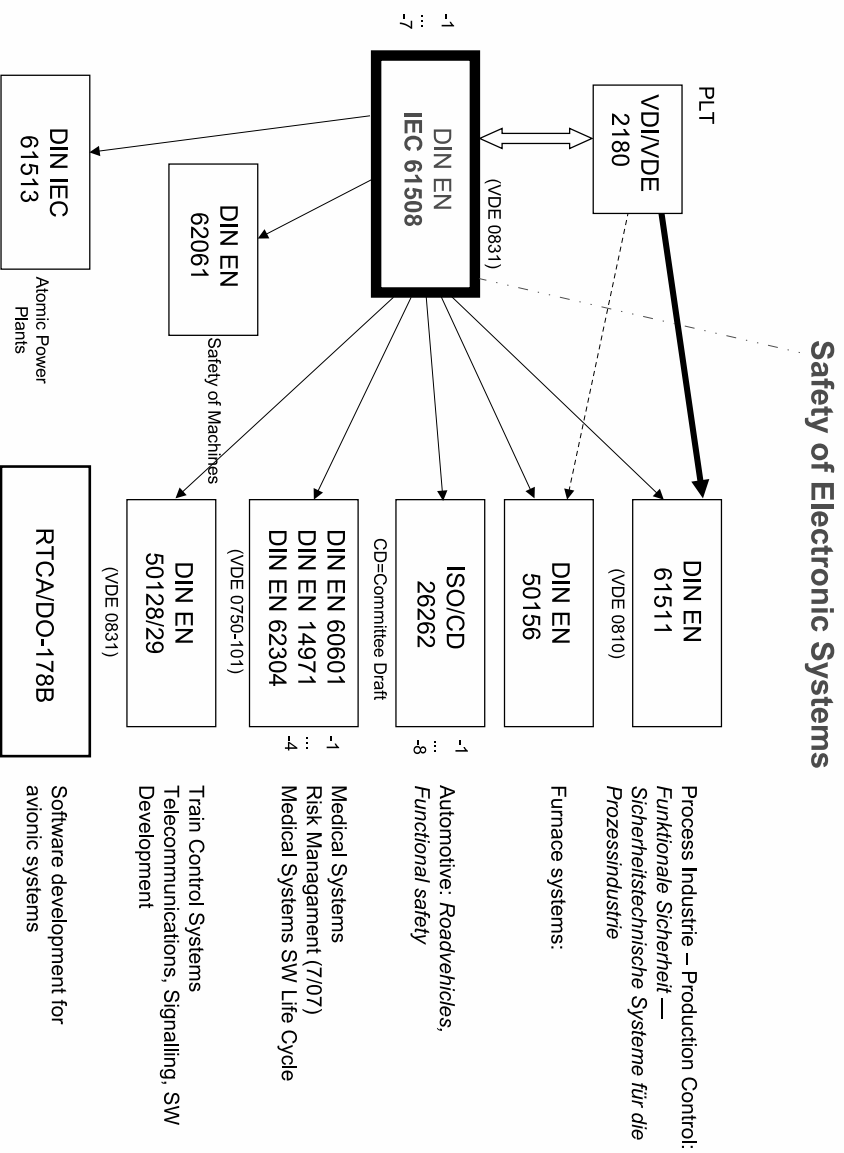 Safety of Electronic Systems
PLT
VDI/VDE
2180
DIN EN
61511
(VDE 0810)
Process Industrie – Production Control:
Funktionale Sicherheit —
Sicherheitstechnische Systeme für die
Prozessindustrie
DIN EN
50156
Furnace systems:
(VDE 0831)
-1
...
-7
DIN EN
IEC 61508
ISO/CD
26262
CD=Committee Draft
-1
...
-8
Automotive: Roadvehicles,
Functional safety
DIN EN 60601
DIN EN 14971
DIN EN 62304
(VDE 0750-101)
-1
...
-4
Medical Systems
Risk Managament (7/07)
Medical Systems SW Life Cycle
DIN EN
62061
Safety of Machines
DIN EN
50128/29
(VDE 0831)
Train Control Systems
Telecommunications, Signalling, SW
Development
DIN IEC
61513
Atomic Power
Plants
RTCA/DO-178B
Software development for
avionic systems